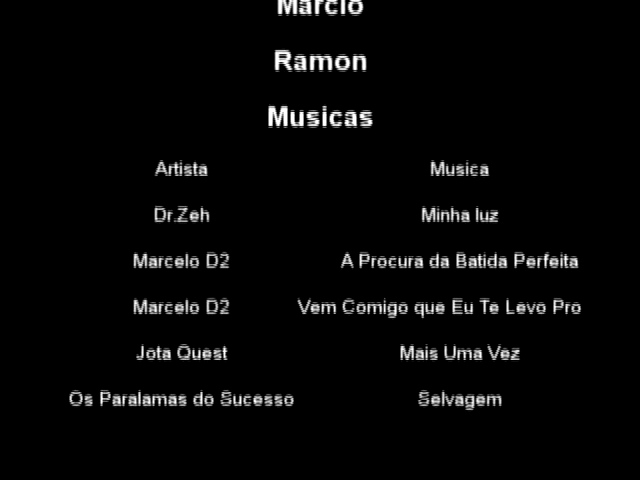 Marcio
Ramon
Musicas
Artista Musica
Dr.Zeh Minha luz
Marcelo D2 A Procura da Batida Perfeita
Marcelo D2 Vem Comigo que Eu Te Levo Pro
Jota Quest Mais Uma Vez
Os Paralamas do Sucesso Selvagem